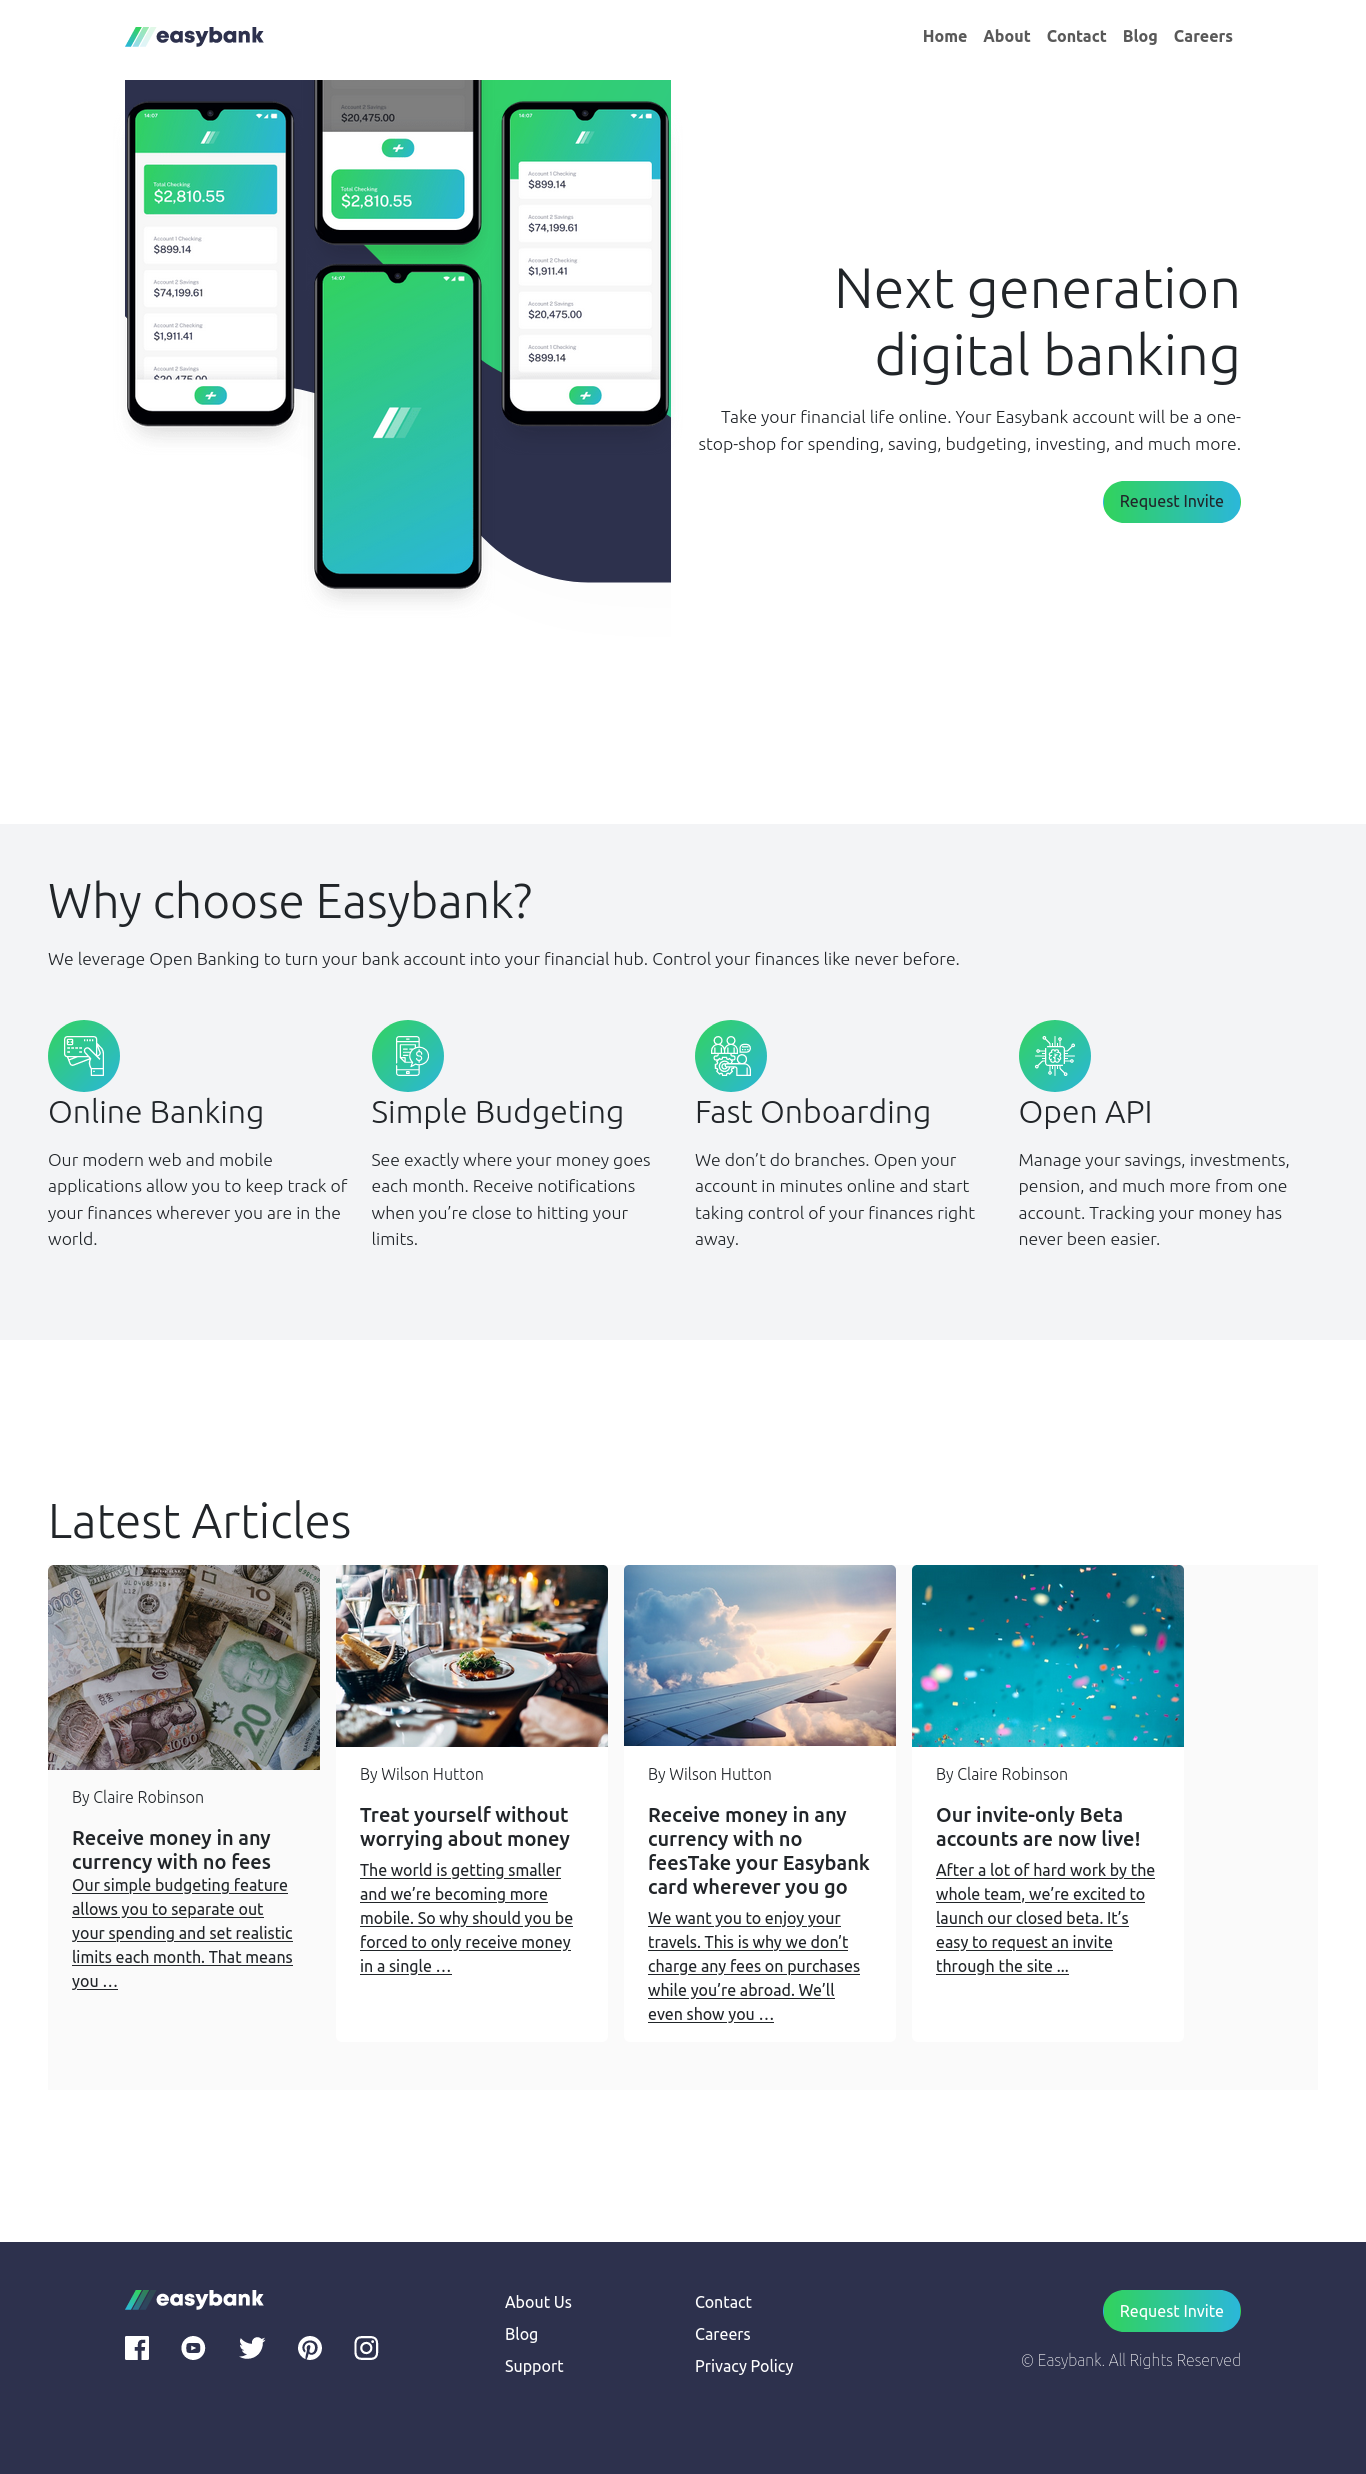 easybank
Home About Contact Blog Careers
14:07
Total Checking
$2,810.55
Account 1 Checking
$899.14
Account 2 Savings
$74,199.61
Account 2 Checking
$1,911.41
Account 2 Savings
$20,475.00
Account 2 Savings
$20,475.00
Total Checking
$2,810.55
14:07
14:07
Account 1 Checking
$899.14
Account 2 Savings
$74,199.61
Account 2 Checking
$1,911.41
Account 2 Savings
$20,475.00
Account 1 Checking
$899.14
Next generation
digital banking
Take your financial life online. Your Easybank account will be a one-
stop-shop for spending, saving, budgeting, investing, and much more.
Request Invite
Why choose Easybank?
We leverage Open Banking to turn your bank account into your financial hub. Control your finances like never before.
Online Banking
Our modern web and mobile
applications allow you to keep track of
your finances wherever you are in the
world.
Simple Budgeting
See exactly where your money goes
each month. Receive notifications
when you’re close to hitting your
limits.
Fast Onboarding
We don’t do branches. Open your
account in minutes online and start
taking control of your finances right
away.
Open API
Manage your savings, investments,
pension, and much more from one
account. Tracking your money has
never been easier.
Latest Articles
By Claire Robinson
Receive money in any
currency with no fees
Our simple budgeting feature
allows you to separate out
your spending and set realistic
limits each month. That means
you …
By Wilson Hutton
Treat yourself without
worrying about money
The world is getting smaller
and we’re becoming more
mobile. So why should you be
forced to only receive money
in a single …
By Wilson Hutton
Receive money in any
currency with no
feesTake your Easybank
card wherever you go
We want you to enjoy your
travels. This is why we don’t
charge any fees on purchases
while you’re abroad. We’ll
even show you …
By Claire Robinson
Our invite-only Beta
accounts are now live!
After a lot of hard work by the
whole team, we’re excited to
launch our closed beta. It’s
easy to request an invite
through the site ...
easybank
About Us
Blog
Support
Contact
Careers
Privacy Policy
Request Invite
© Easybank. All Rights Reserved